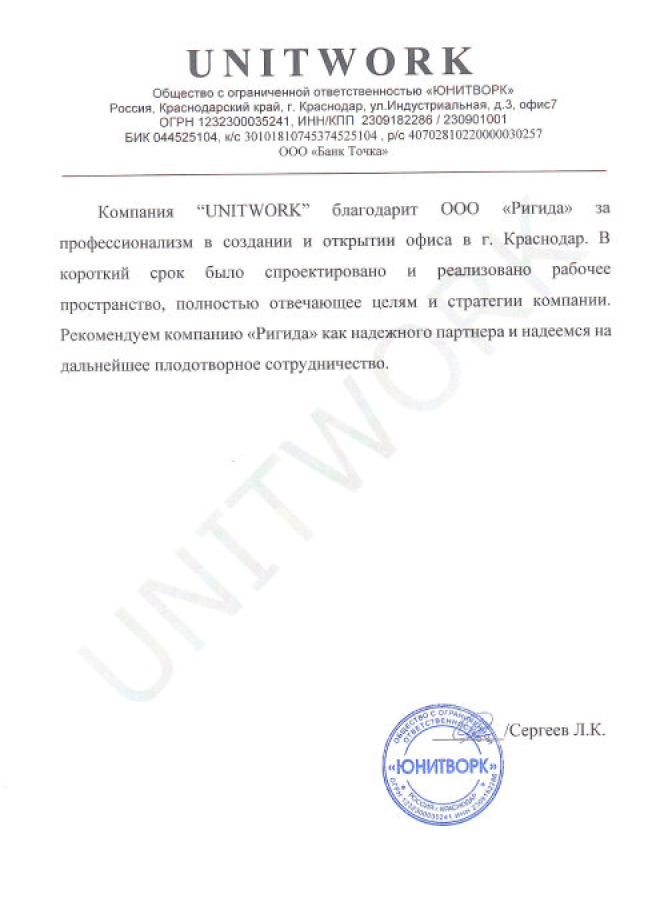 UNITWORK
Общество с ограниченной ответственностью «ЮНИТВОРК»
Россия, Краснодарский край, г. Краснодар, ул.Индустриальная, д.3, офис7
ОГРН 1232300035241, ИНН/КПП 2309182286 / 230901001
БИК 044525104, к/с 30101810745374525104 , р/с 40702810220000030257
ООО «Банк Точка»
Компания “UNITWORK” благодарит ООО «Ригида» за
профессионализм в создании и открытии офиса в г. Краснодар. В
короткий срок было спроектировано и реализовано рабочее
пространство, полностью отвечающее целям и стратегии компании.
Рекомендуем компанию «Ригида» как надежного партнера и надеемся на
дальнейшее плодотворное сотрудничество.
UNITWORK
/Сергеев Л.К.
ОБЩЕСТВО С ОГРАНИЧЕННОЙ
ОТВЕТСТВЕННОСТЬЮ
«ЮНИТВОРК»
РОССИЯ г. КРАСНОДАР
ОГРН 1232300035241 ИНН 2309182286